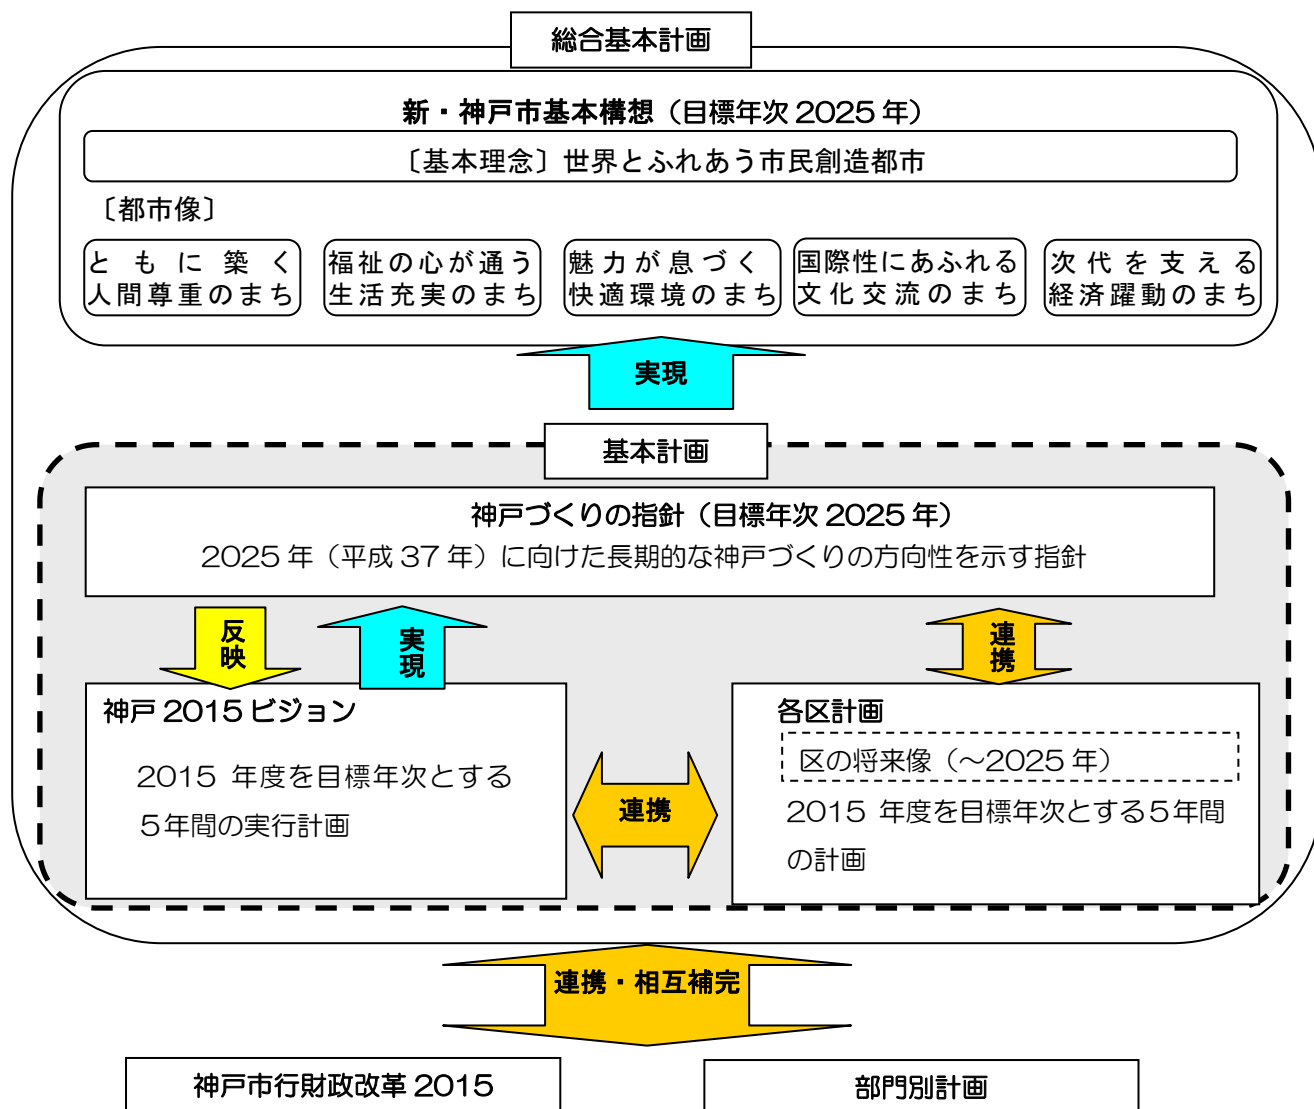 総合基本計画
新・神戸市基本構想（目標年次 2025 年）
〔基本理念〕世界とふれあう市民創造都市
〔都市像〕
ともに築く
人間尊重のまち
福祉の心が通う
生活充実のまち
魅力が息づく
快適環境のまち
国際性にあふれる
文化交流のまち
次代を支える
経済躍動のまち
実現
基本計画
神戸づくりの指針（目標年次 2025 年）
2025 年（平成 37 年）に向けた長期的な神戸づくりの方向性を示す指針
反映
実現
連携
神戸 2015 ビジョン
2015 年度を目標年次とする
５年間の実行計画
連携
各区計画
区の将来像（～2025 年）
2015 年度を目標年次とする５年間
の計画
連携・相互補完
神戸市行財政改革 2015
部門別計画